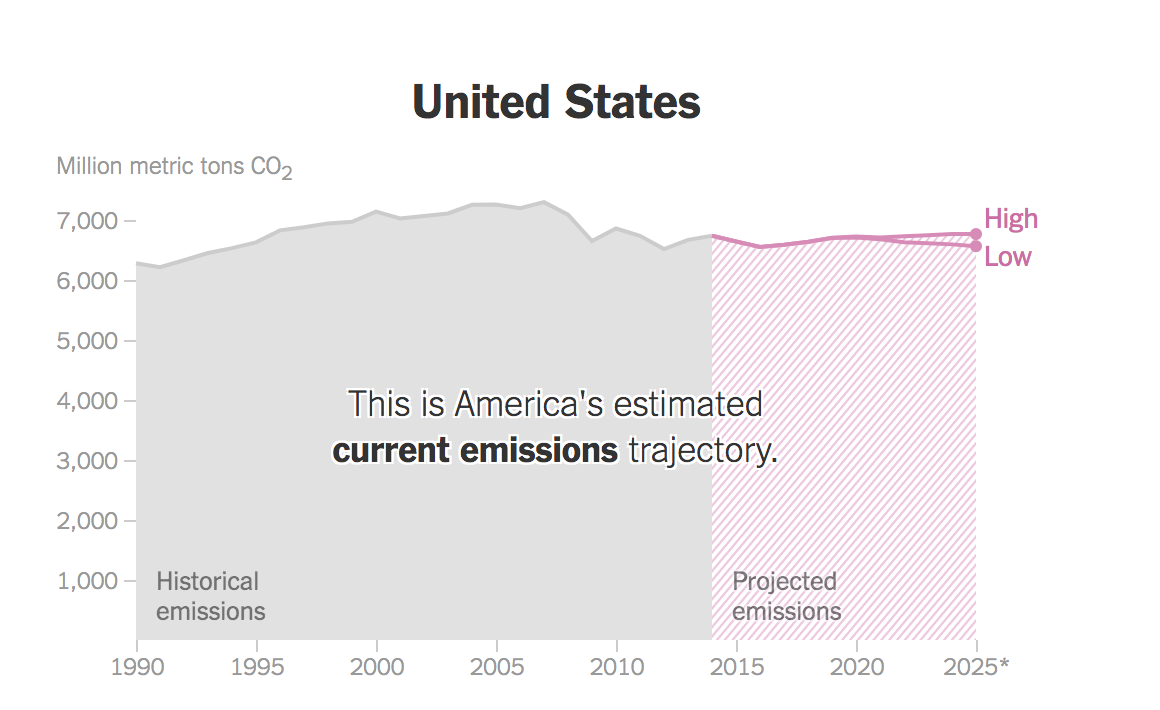 United States
Million metric tons CO₂
7,000
6,000
5,000
4,000
3,000
2,000
1,000
High
Low
This is America's estimated
current emissions trajectory.
Historical
emissions
Projected
emissions
1990 1995 2000 2005 2010 2015 2020 2025*